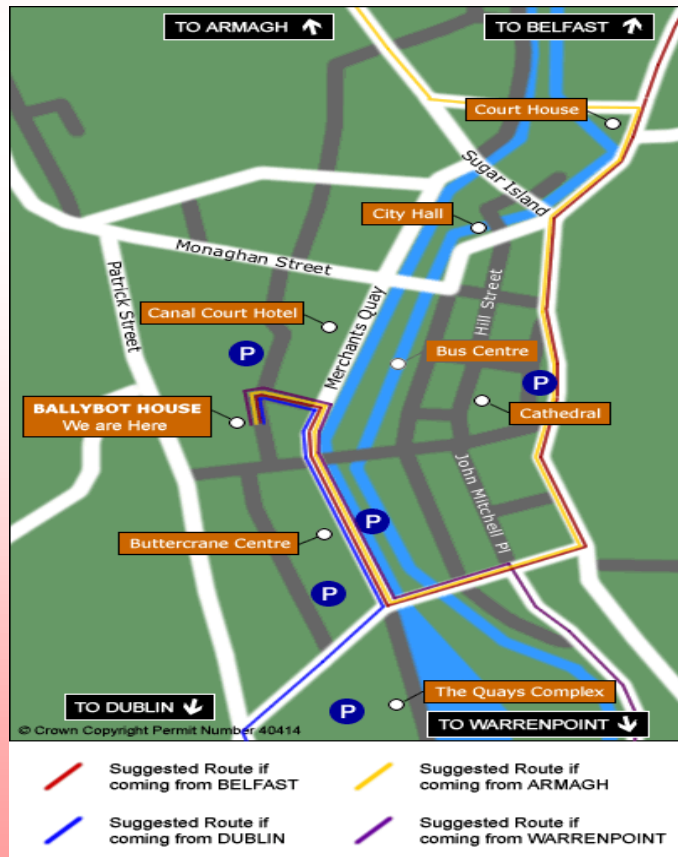 TO ARMAGH
TO BELFAST
Court House
Sugar Island
City Hall
Monaghan Street
Patrick Street
Merchants Quay
Hill Street
Canal Court Hotel
P
Bus Centre
P
BALLYBOT HOUSE
We are Here
Cathedral
John Mitchell Pl
P
Buttercrane Centre
P
The Quays Complex
TO DUBLIN
P
TO WARRENPOINT
© Crown Copyright Permit Number 40414
Suggested Route if
coming from BELFAST
Suggested Route if
coming from ARMAGH
Suggested Route if
coming from DUBLIN
Suggested Route if
coming from WARRENPOINT